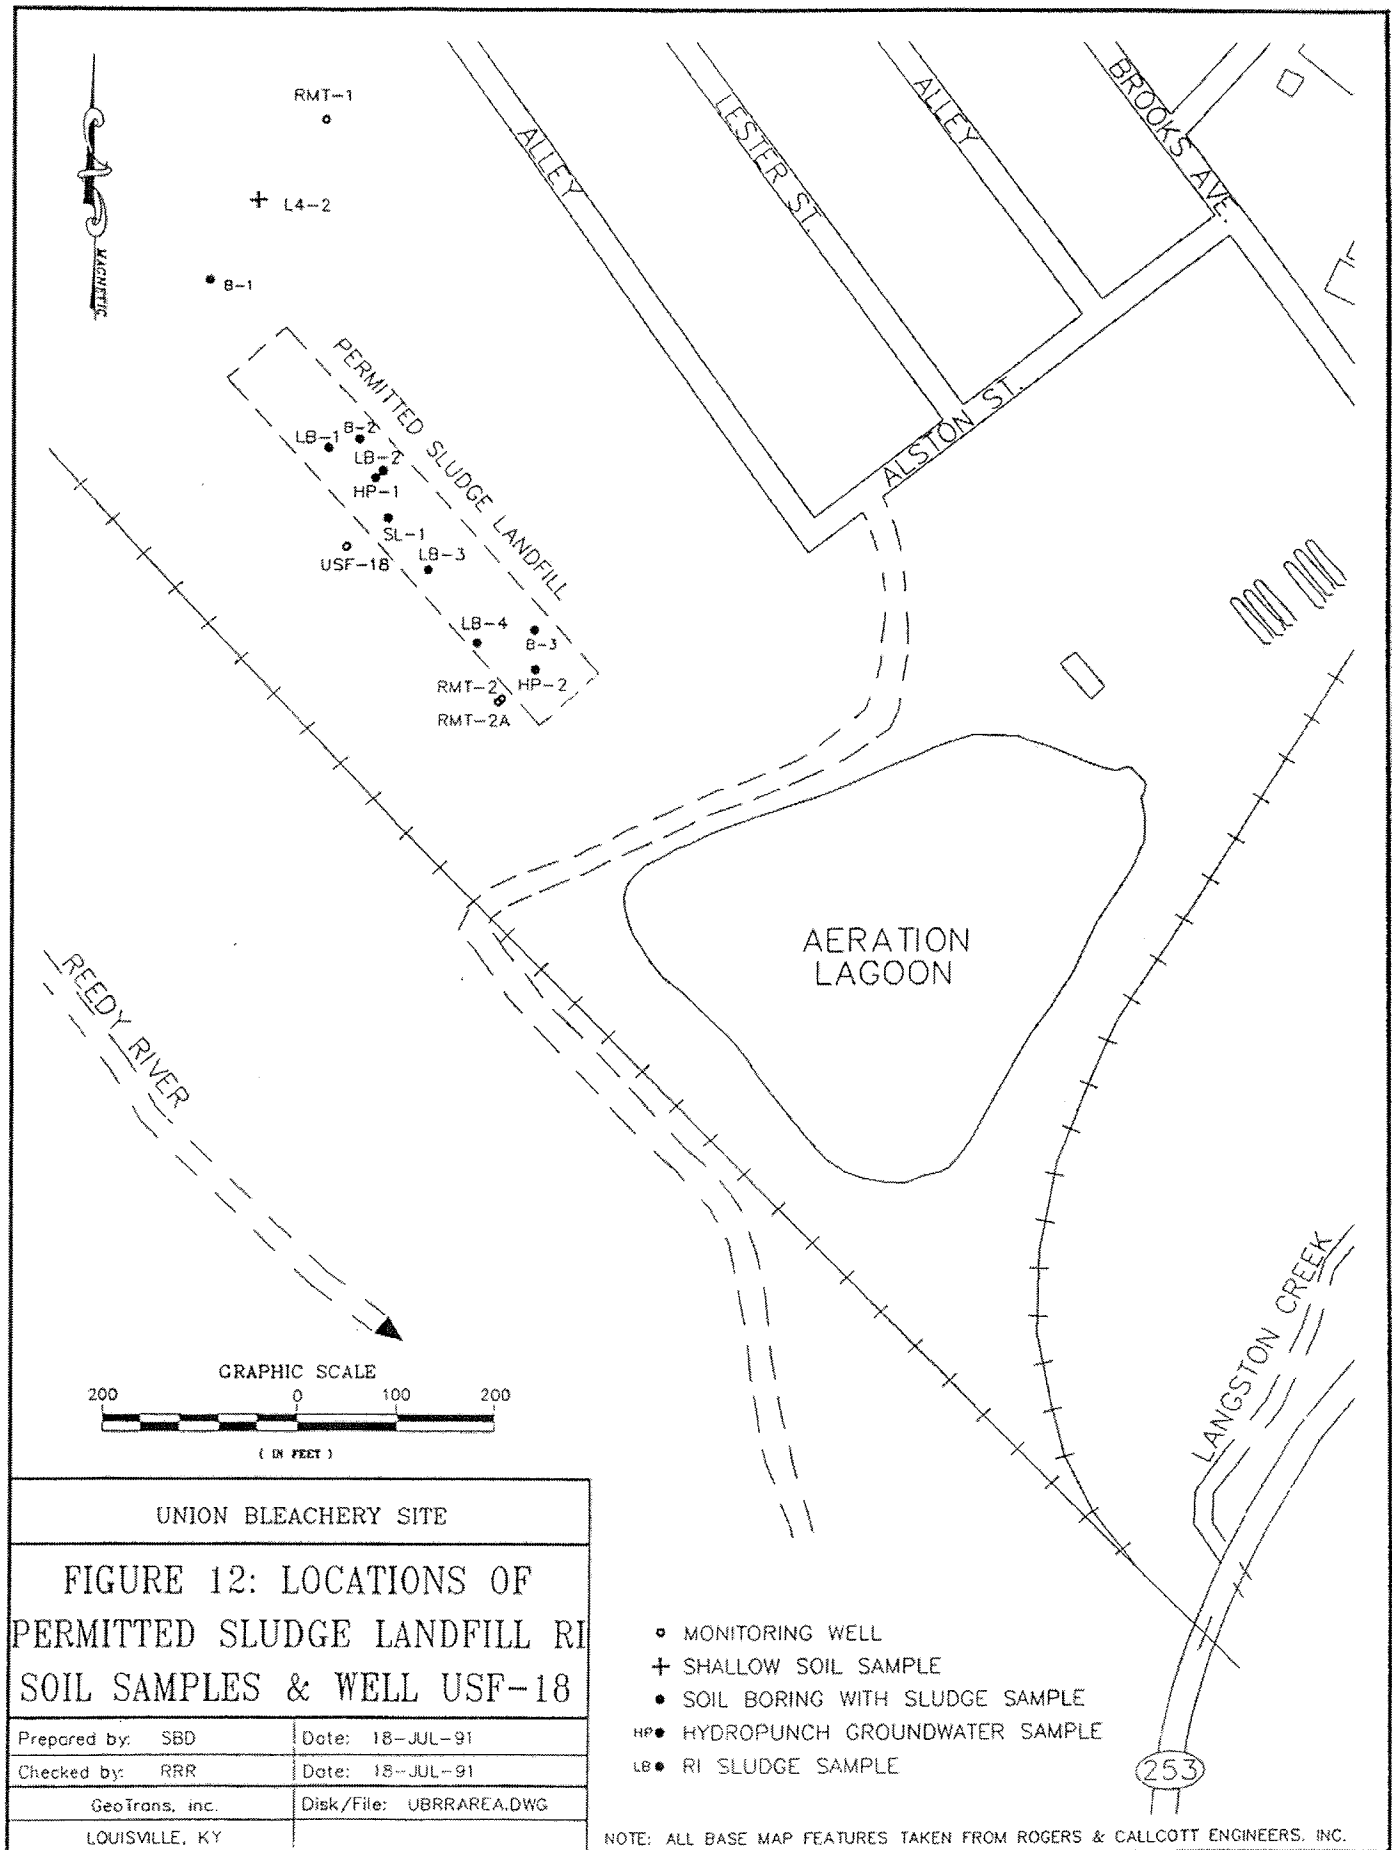 RMT-1
L4-2
B-1
MAGNETIC
ALLEY
LESTER ST.
ALLEY
BROOKS AVE.
ALSTON ST.
PERMITTED SLUDGE LANDFILL
LB-1
B-2
LB-2
HP-1
SL-1
USF-18
LB-3
LB-4
B-3
RMT-2
HP-2
RMT-2A
AERATION
LAGOON
REEDY RIVER
LANGSTON CREEK
253
GRAPHIC SCALE
200 0 100 200
( IN FEET )
UNION BLEACHERY SITE
FIGURE 12: LOCATIONS OF
PERMITTED SLUDGE LANDFILL RI
SOIL SAMPLES & WELL USF-18
Prepared by: SBD Date: 18-JUL-91
Checked by: RRR Date: 18-JUL-91
GeoTrans, inc. Disk/File: UBRRAREA.DWG
LOUISVILLE, KY
MONITORING WELL
SHALLOW SOIL SAMPLE
SOIL BORING WITH SLUDGE SAMPLE
HP HYDROPUNCH GROUNDWATER SAMPLE
LB RI SLUDGE SAMPLE
NOTE: ALL BASE MAP FEATURES TAKEN FROM ROGERS & CALLCOTT ENGINEERS, INC.